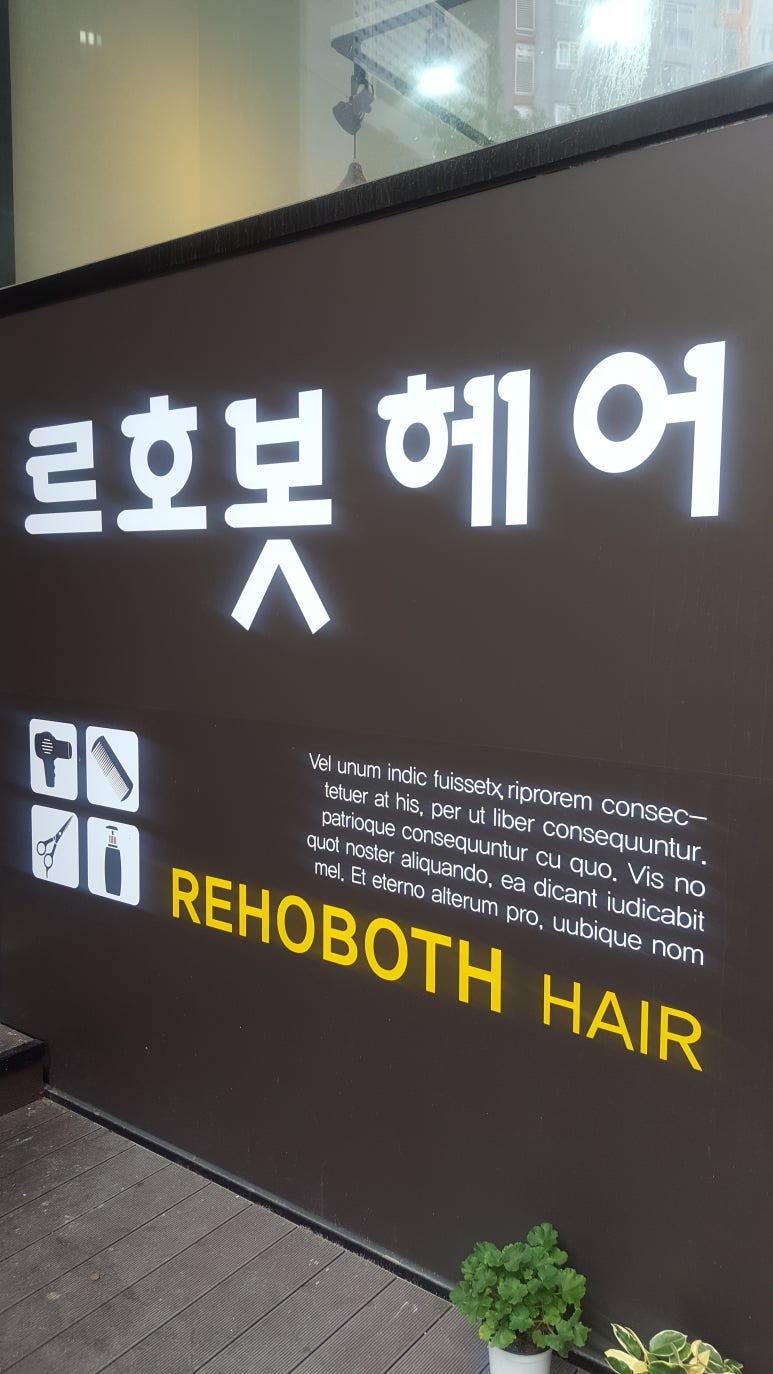 르호봇 헤어
Vel unum indic fuissetx, riprorem consec—
tetuer at his, per ut liber consequuntur.
patrioque consequuntur cu quo. Vis no
quot noster aliquando, ea dicant iudicabit
mel. Et eterno alterum pro, uubique nom
REHOBOTH HAIR